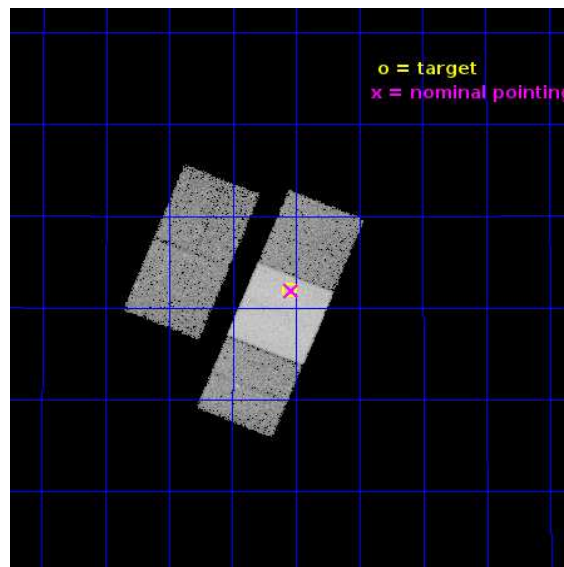 o = target
x = nominal pointing